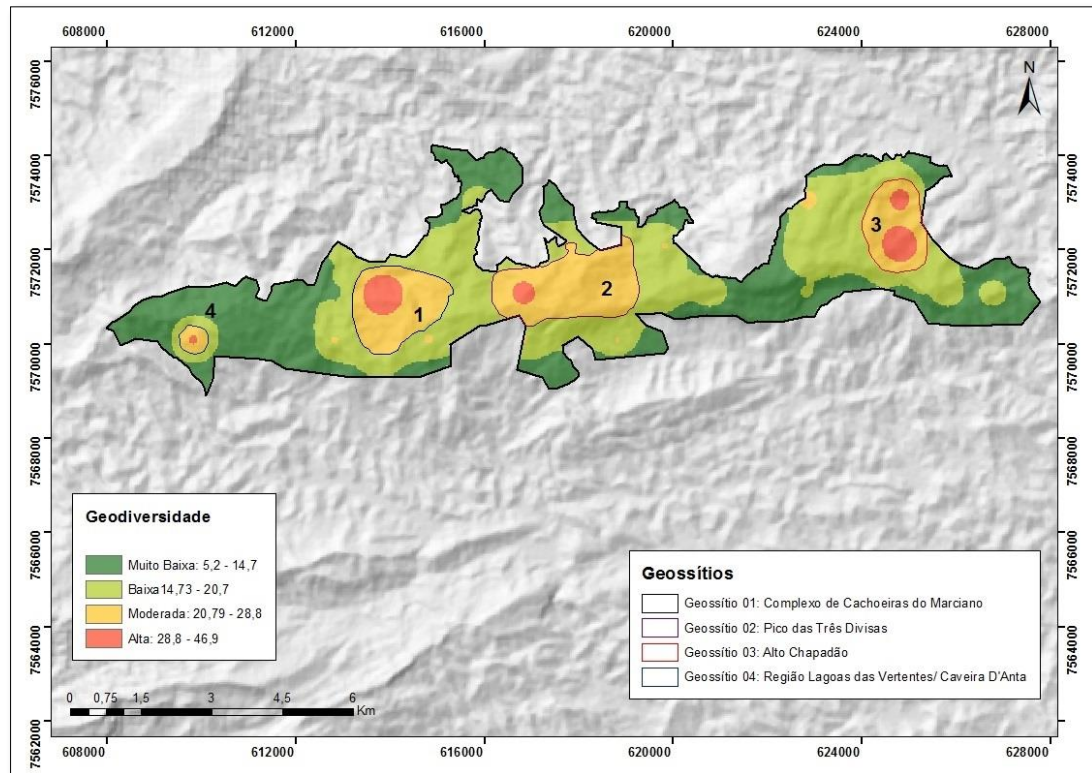 608000 612000 616000 620000 624000 628000
N
7576000 7576000
7574000 7574000
7572000 7572000
7570000 7570000
7568000 7568000
7566000 7566000
7564000 7564000
7562000 7562000
3
2
1
4
Geodiversidade
Muito Baixa: 5,2 - 14,7
Baixa14,73 - 20,7
Moderada: 20,79 - 28,8
Alta: 28,8 - 46,9
Geossítios
Geossítio 01: Complexo de Cachoeiras do Marciano
Geossítio 02: Pico das Três Divisas
Geossítio 03: Alto Chapadão
Geossítio 04: Região Lagoas das Vertentes/ Caveira D'Anta
0 0,75 1,5 3 4,5 6
Km
608000 612000 616000 620000 624000 628000